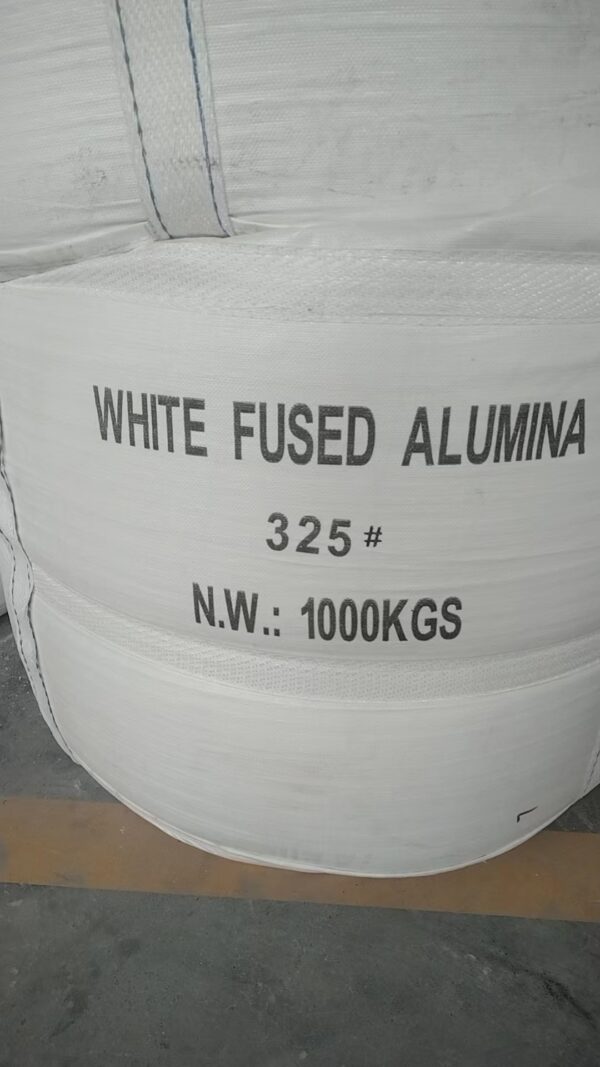 WHITE FUSED ALUMINA
325#
N.W.: 1000KGS